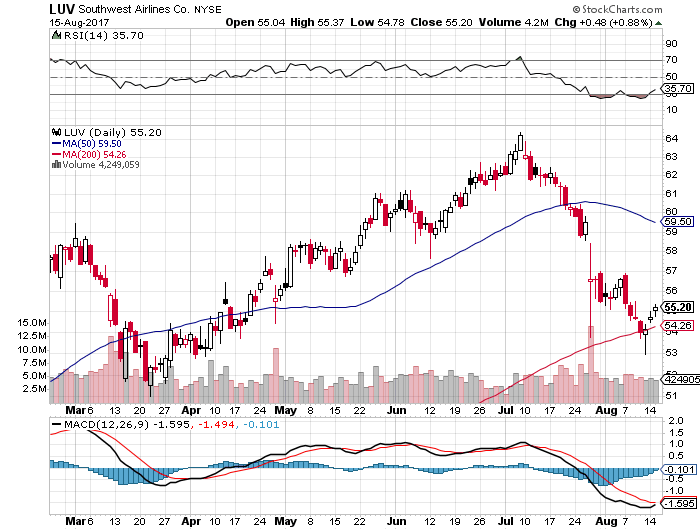 LUV Southwest Airlines Co. NYSE
© StockCharts.com
15-Aug-2017
Open 55.04 High 55.37 Low 54.78 Close 55.20 Volume 4.2M Chg +0.48 (+0.88%)
RSI(14) 35.70
90
70
50
35.70
30
10
LUV (Daily) 55.20
MA(50) 59.50
MA(200) 54.26
Volume 4,249,059
64
63
62
61
60
59.50
59
58
57
56
55.20
54.26
53
52
51
15.0M
12.5M
10.0M
7.5M
5.0M
2.5M
4249059
Mar 6 13 20 27 Apr 10 17 24 May 8 15 22 Jun 12 19 26 Jul 10 17 24 Aug 7 14
MACD(12,26,9) -1.595, -1.494, -0.101
2.0
1.5
1.0
0.5
-0.101
-0.5
-1.0
-1.595
Mar 6 13 20 27 Apr 10 17 24 May 8 15 22 Jun 12 19 26 Jul 10 17 24 Aug 7 14